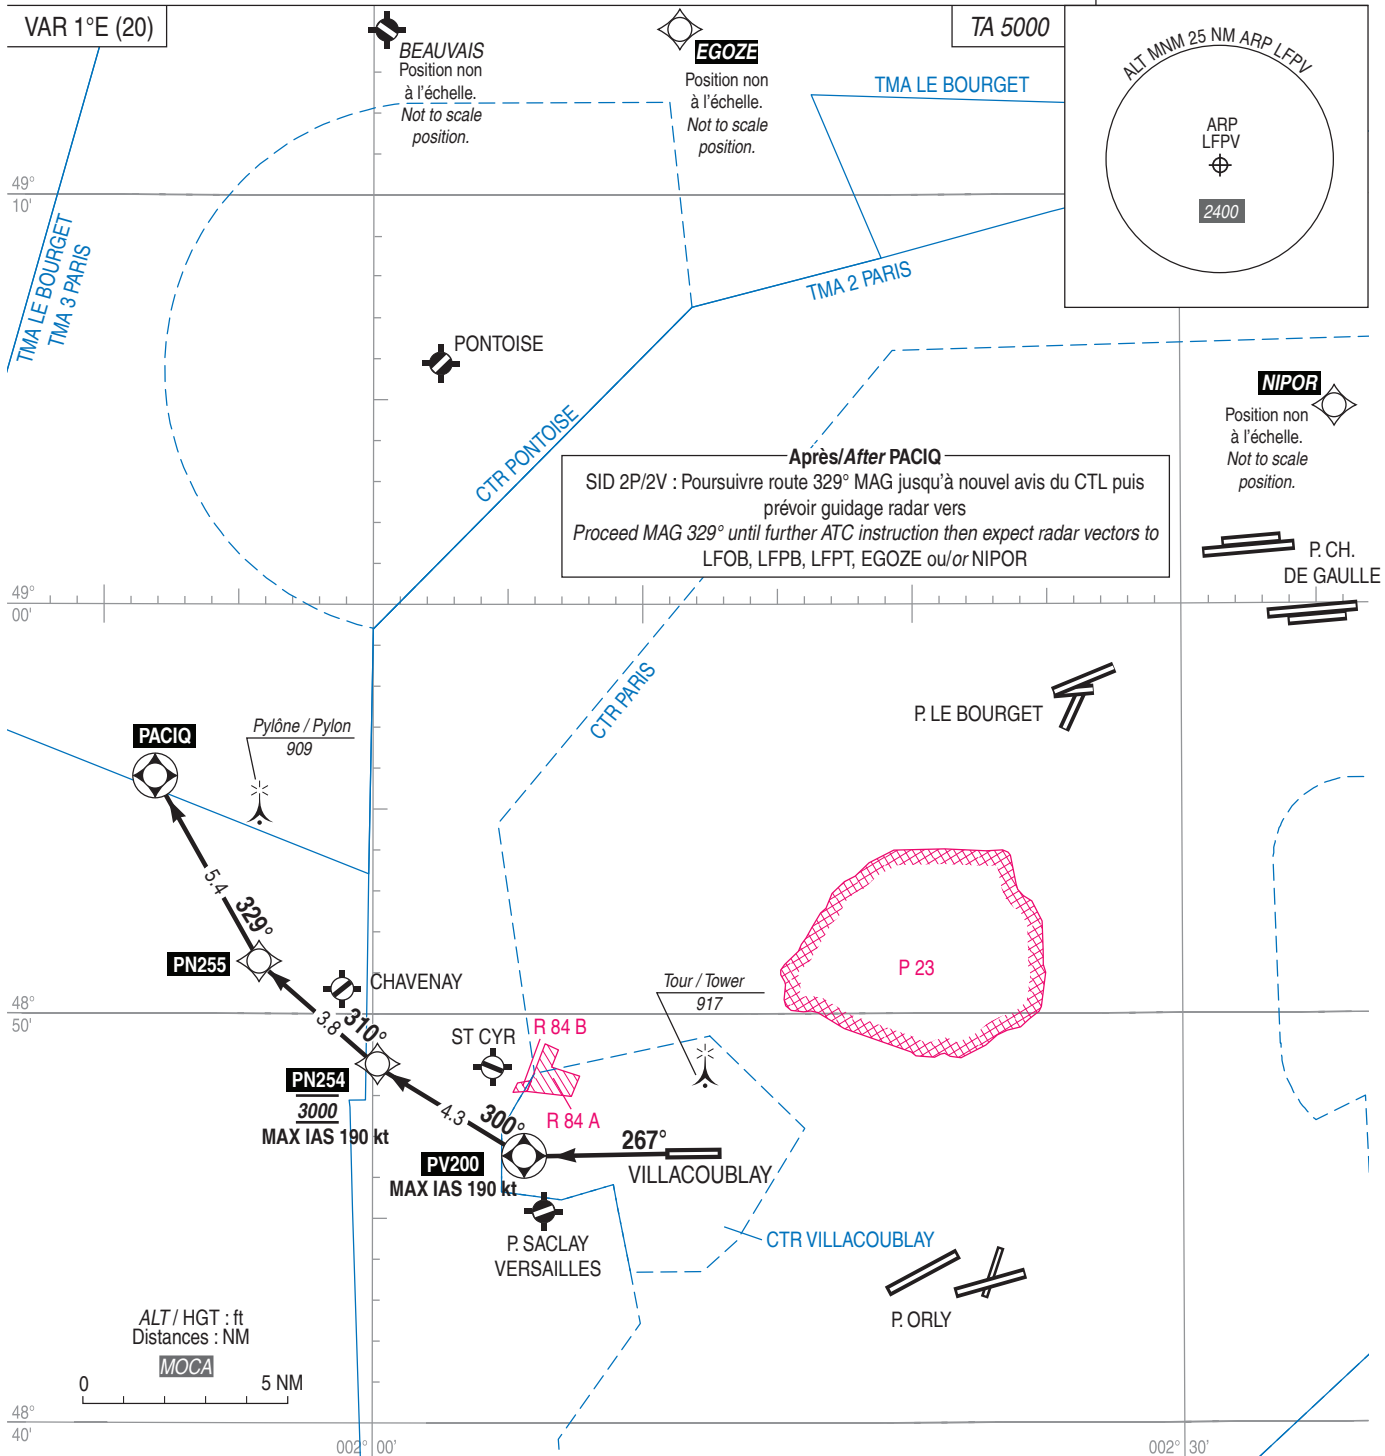 VAR 1°E (20)
BEAUVAIS
Position non
à l'échelle.
Not to scale
position.
EGOZE
Position non
à l'échelle.
Not to scale
position.
TA 5000
TMA LE BOURGET
ALT MNM 25 NM ARP LFPV
ARP
LFPV
2400
49°
10'
TMA LE BOURGET
TMA 3 PARIS
TMA 2 PARIS
PONTOISE
CTR PONTOISE
NIPOR
Position non
à l'échelle.
Not to scale
position.
Après/After PACIQ
SID 2P/2V : Poursuivre route 329° MAG jusqu'à nouvel avis du CTL puis
prévoir guidage radar vers
Proceed MAG 329° until further ATC instruction then expect radar vectors to
LFOB, LFPB, LFPT, EGOZE ou/or NIPOR
P. CH.
DE GAULLE
49°
00'
CTR PARIS
P. LE BOURGET
PACIQ
Pylône / Pylon
909
5.4
329°
PN255
CHAVENAY
P 23
Tour / Tower
917
48°
50'
3.8
310°
ST CYR
R 84 B
PN254
3000
MAX IAS 190 kt
4.3
300°
R 84 A
267°
PV200
MAX IAS 190 kt
VILLACOUBLAY
P. SACLAY
VERSAILLES
CTR VILLACOUBLAY
P. ORLY
ALT / HGT : ft
Distances : NM
MOCA
0
5 NM
48°
40'
002° 00'
002° 30'